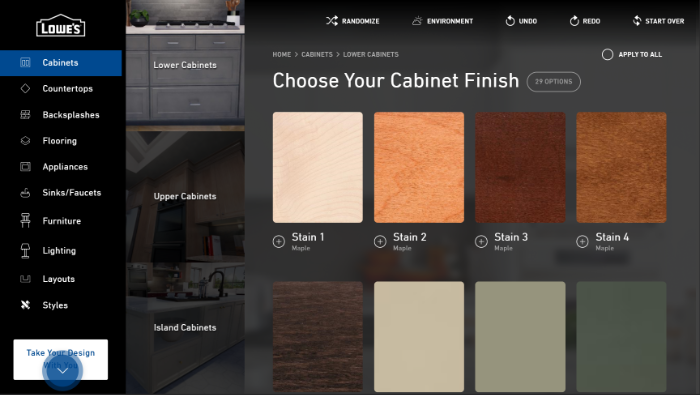 LOWE'S
RANDOMIZE
ENVIRONMENT
UNDO
REDO
START OVER
Cabinets
Countertops
Backsplashes
Flooring
Appliances
Sinks/Faucets
Furniture
Lighting
Layouts
Styles
Take Your Design
Lower Cabinets
Upper Cabinets
Island Cabinets
HOME > CABINETS > LOWER CABINETS
APPLY TO ALL
Choose Your Cabinet Finish
29 OPTIONS
Stain 1
Maple
Stain 2
Maple
Stain 3
Maple
Stain 4
Maple